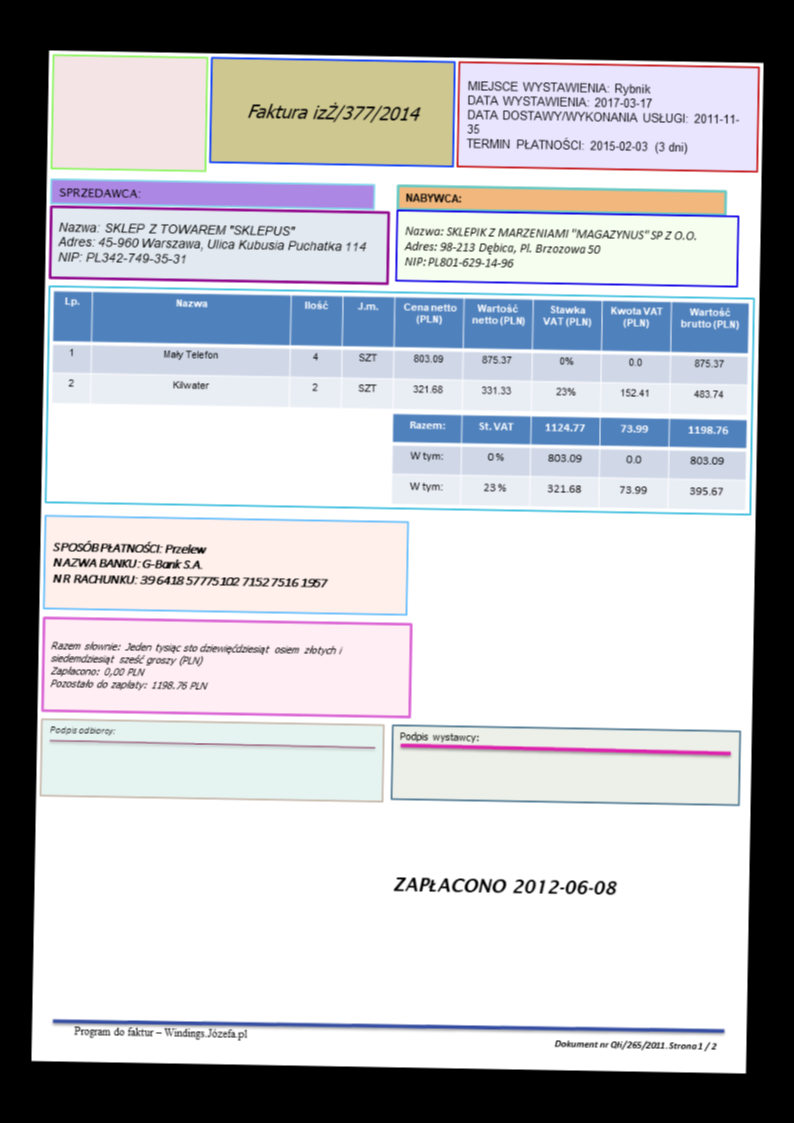 Faktura izŻ/377/2014
MIEJSCE WYSTAWIENIA: Rybnik
DATA WYSTAWIENIA: 2017-03-17
DATA DOSTAWY/WYKONANIA USŁUGI: 2011-11-
35
TERMIN PŁATNOŚCI: 2015-02-03 (3 dni)
SPRZEDAWCA:
Nazwa: SKLEP Z TOWAREM "SKLEPUS"
Adres: 45-960 Warszawa, Ulica Kubusia Puchatka 114
NIP: PL342-749-35-31
NABYWCA:
Nazwa: SKLEPIK Z MARZENIAMI "MAGAZYNUS" SP Z O.O.
Adres: 98-213 Dębica, Pl. Brzozowa 50
NIP: PL801-629-14-96
Lp. Nazwa Ilość J.m. Cena netto (PLN) Wartość netto (PLN) Stawka VAT (PLN) Kwota VAT (PLN) Wartość brutto (PLN)
1 Mały Telefon 4 SZT 803.09 875.37 0% 0.0 875.37
2 Kilwater 2 SZT 321.68 331.33 23% 152.41 483.74
Razem: St. VAT 1124.77 73.99 1198.76
W tym: 0 % 803.09 0.0 803.09
W tym: 23 % 321.68 73.99 395.67
SPOSÓB PŁATNOŚCI: Przelew
NAZWA BANKU: G-Bank S.A.
NR RACHUNKU: 39 6418 5777 5102 7152 7516 1957
Razem słownie: Jeden tysiąc sto dziewięćdziesiąt osiem złotych i
siedemdziesiąt sześć groszy (PLN)
Zapłacono: 0,00 PLN
Pozostało do zapłaty: 1198.76 PLN
Podpis odbiorcy:
Podpis wystawcy:
ZAPŁACONO 2012-06-08
Program do faktur – Windings.Józefa.pl
Dokument nr Qfi/265/2011. Strona 1 / 2